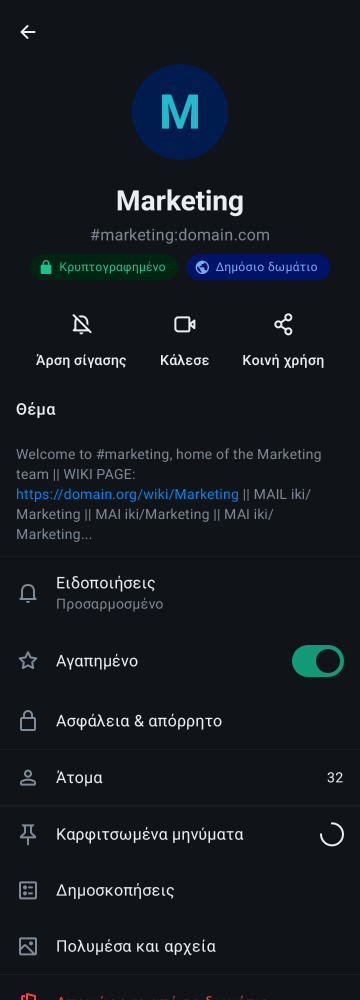 M
Marketing
#marketing:domain.com
Κρυπτογραφημένο Δημόσιο δωμάτιο
Άρση σίγασης Κάλεσε Κοινή χρήση
Θέμα
Welcome to #marketing, home of the Marketing
team || WIKI PAGE:
https://domain.org/wiki/Marketing || MAIL iki/
Marketing || MAI iki/Marketing || MAI iki/
Marketing...
Ειδοποιήσεις
Προσαρμοσμένο
Αγαπημένο
Ασφάλεια & απόρρητο
Άτομα 32
Καρφιτσωμένα μηνύματα
Δημοσκοπήσεις
Πολυμέσα και αρχεία